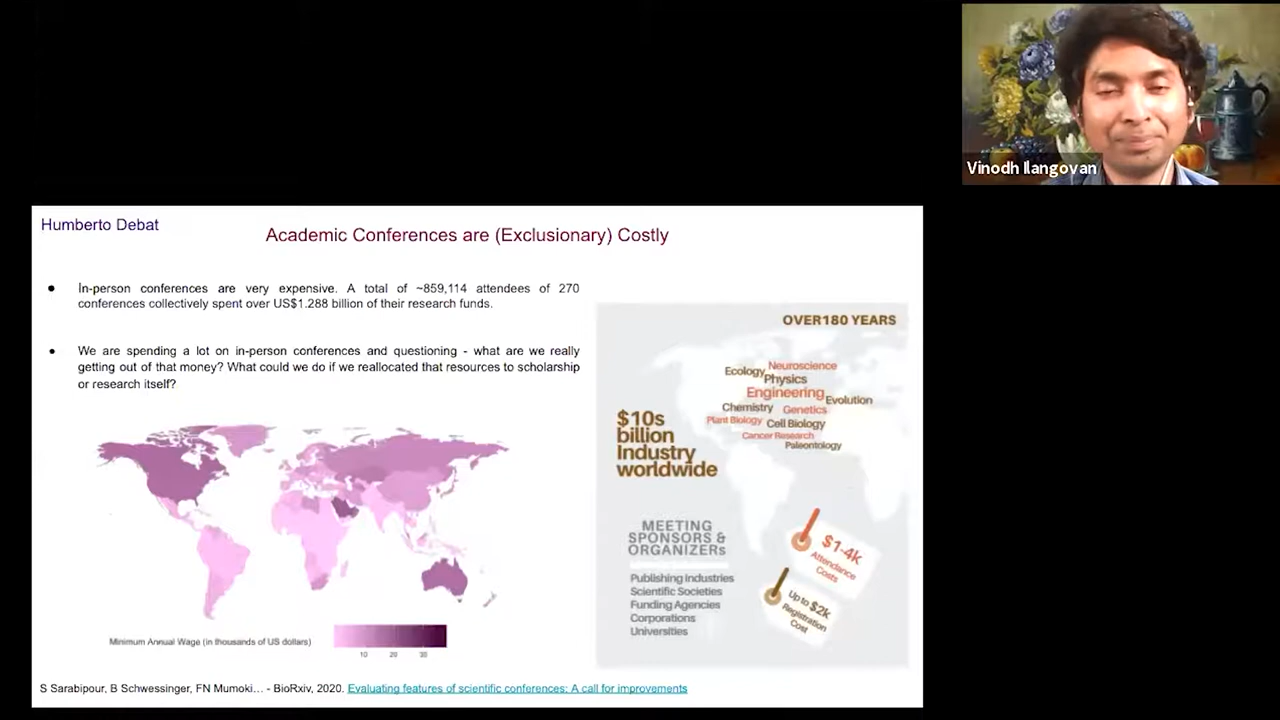 Vinodh Ilangovan
Humberto Debat
Academic Conferences are (Exclusionary) Costly
● In-person conferences are very expensive. A total of ~859,114 attendees of 270
conferences collectively spent over US$1.288 billion of their research funds.
● We are spending a lot on in-person conferences and questioning - what are we really
getting out of that money? What could we do if we reallocated that resources to scholarship
or research itself?
Minimum Annual Wage (in thousands of US dollars)
10 20 30
OVER180 YEARS
Neuroscience
Ecology
Physics
Engineering
Evolution
Chemistry Genetics
Plant Biology Cell Biology
Cancer Research
Paleontology
$10s
billion
Industry
worldwide
MEETING
SPONSORS &
ORGANIZERs
Publishing Industries
Scientific Societies
Funding Agencies
Corporations
Universities
$1-4k
Attendance
Costs
Up to $2k
Registration
Cost
S Sarabipour, B Schwessinger, FN Mumoki… - BioRxiv, 2020. Evaluating features of scientific conferences: A call for improvements